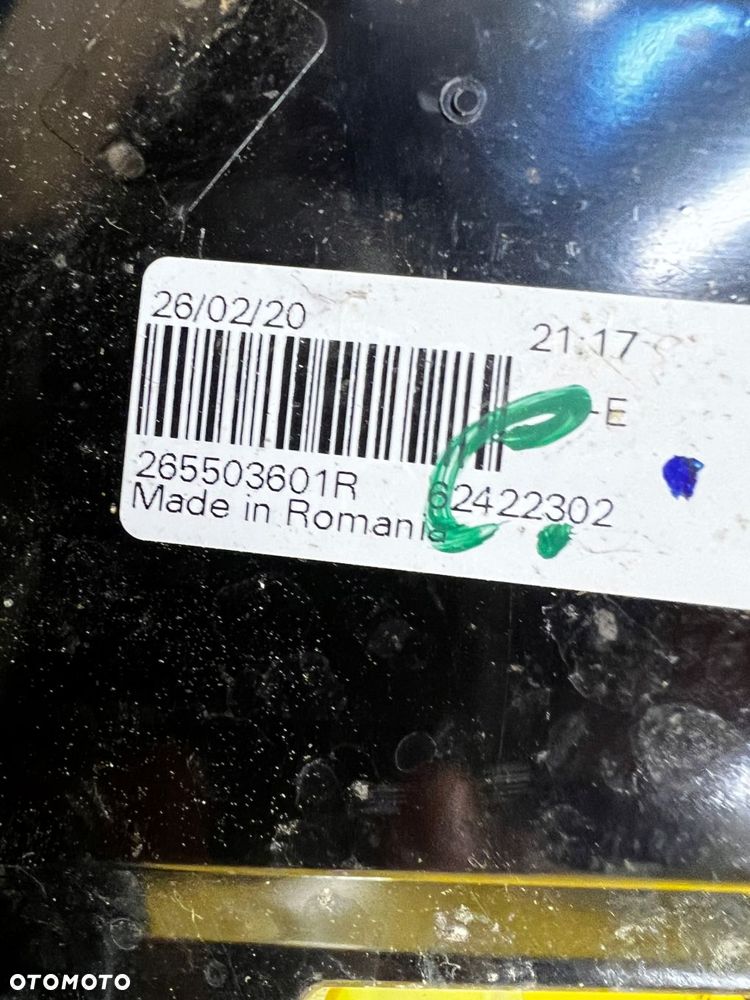 26/02/20 21:17
-E
265503601R 62422302
Made in Romania
OTOMOTO